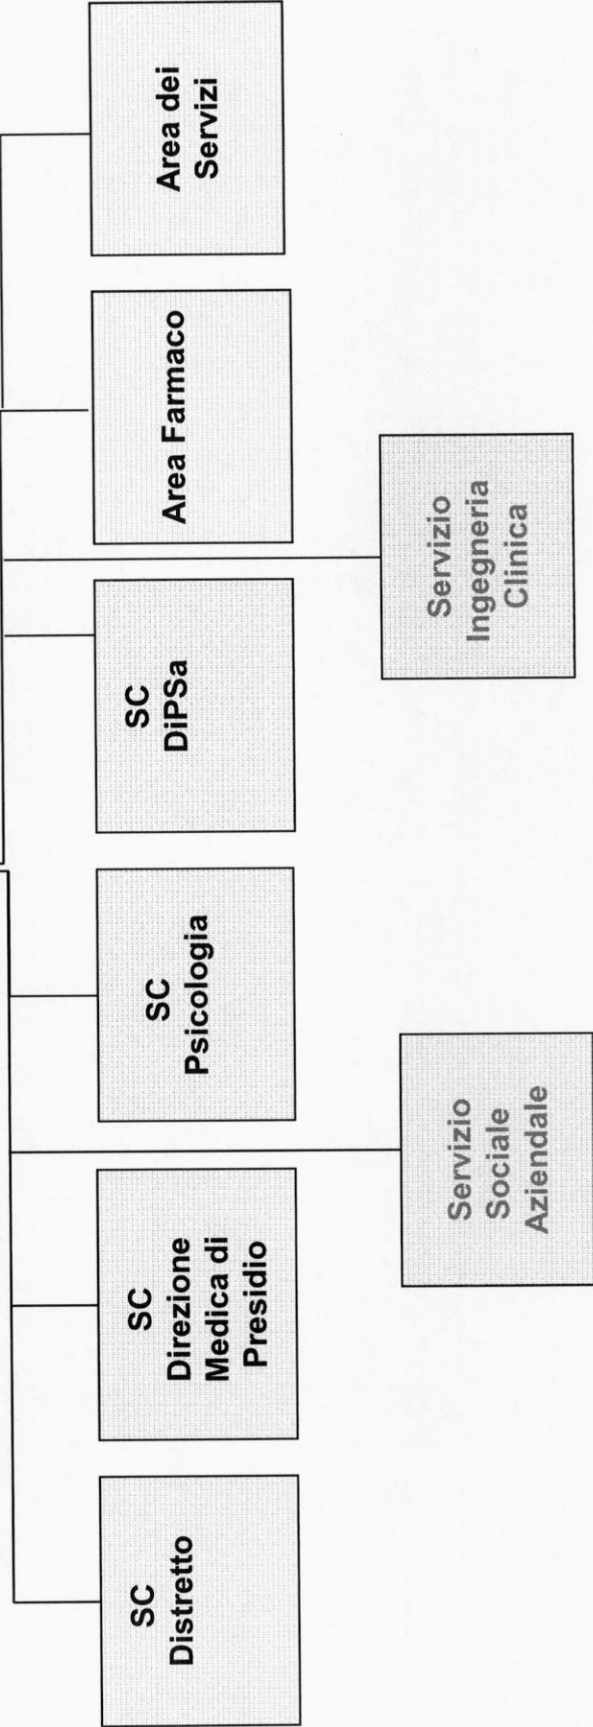 SC
Distretto
SC
Direzione
Medica di
Presidio
SC
Psicologia
SC
DiPSa
Area Farmaco
Area dei
Servizi
Servizio
Sociale
Aziendale
Servizio
Ingegneria
Clinica